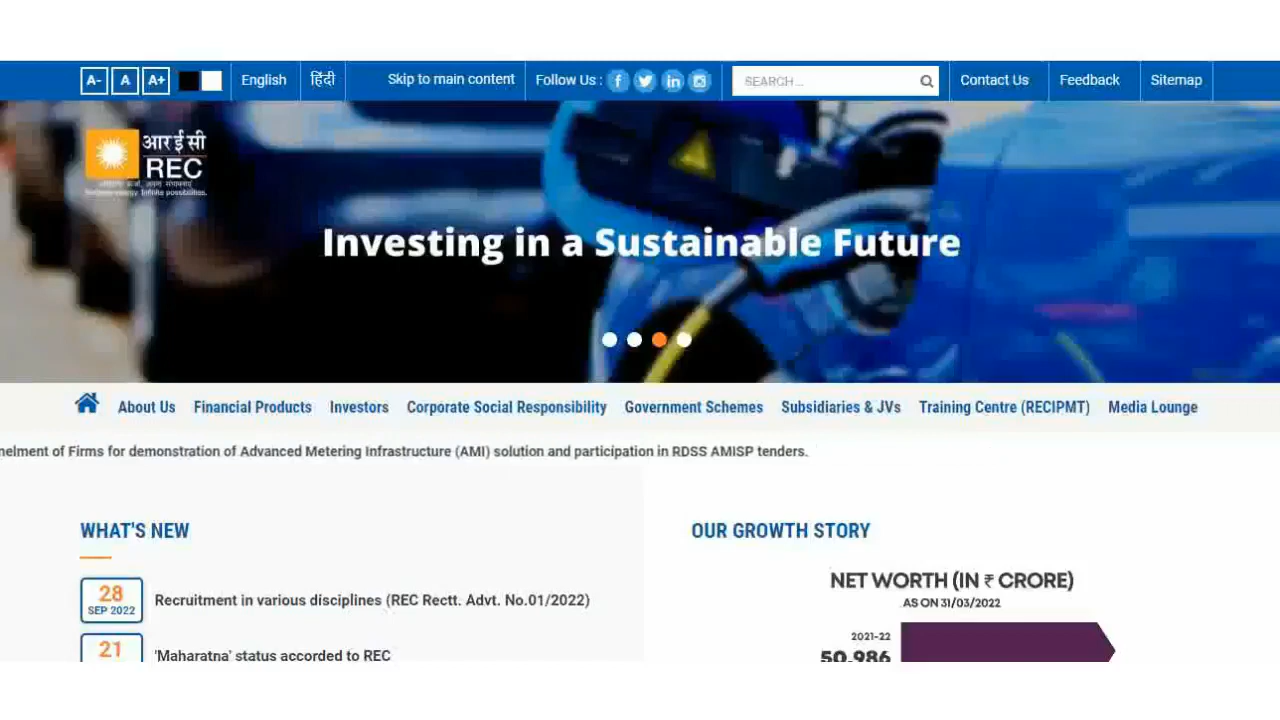 A- A A+ English हिंदी Skip to main content Follow Us : SEARCH... Contact Us Feedback Sitemap
आर ई सी
REC
Investing in a Sustainable Future
About Us Financial Products Investors Corporate Social Responsibility Government Schemes Subsidiaries & JVs Training Centre (RECIPMT) Media Lounge
of Firms for demonstration of Advanced Metering Infrastructure (AMI) solution and participation in RDSS AMISP tenders.
WHAT'S NEW
28
SEP 2022
Recruitment in various disciplines (REC Rectt. Advt. No.01/2022)
21
'Maharatna' status accorded to REC
OUR GROWTH STORY
NET WORTH (IN ₹ CRORE)
AS ON 31/03/2022
2021-22
50,986